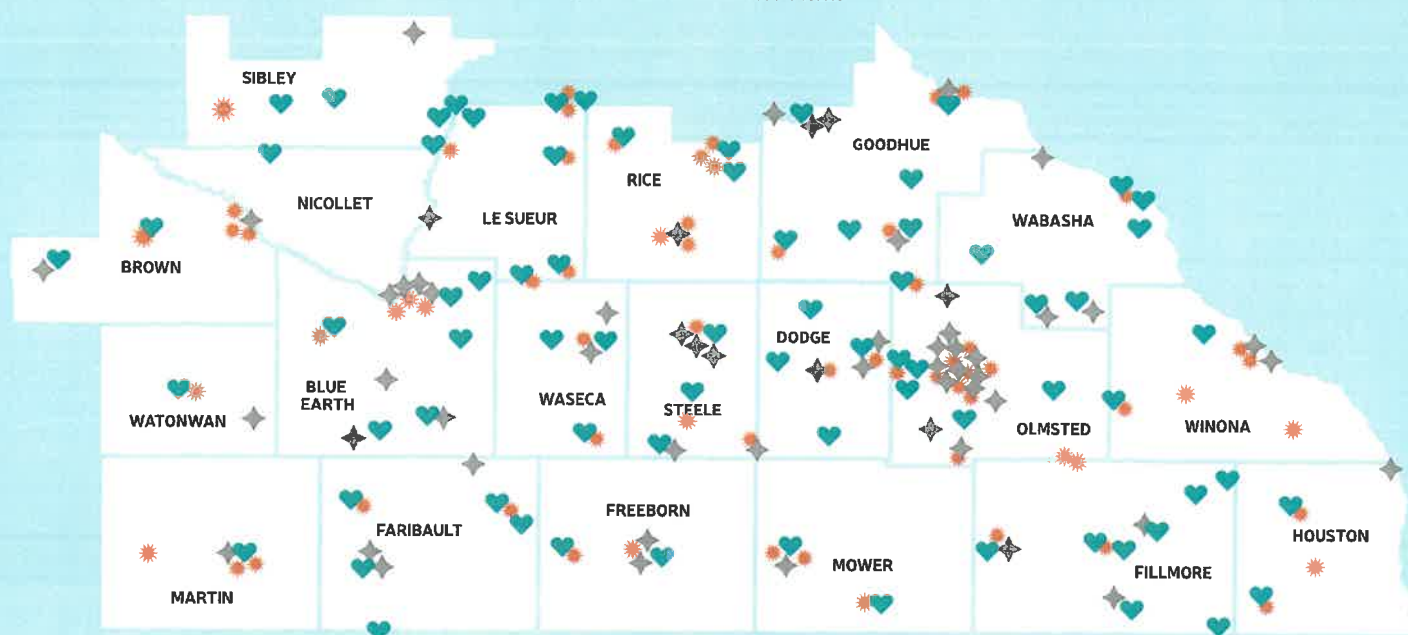 SIBLEY
GOODHUE
RICE
NICOLLET
LE SUEUR
WABASHA
BROWN
DODGE
BLUE
EARTH
WASECA
STEELE
WATONWAN
OLMSTED
WINONA
FREEBORN
FARIBAULT
HOUSTON
MOWER
FILLMORE
MARTIN